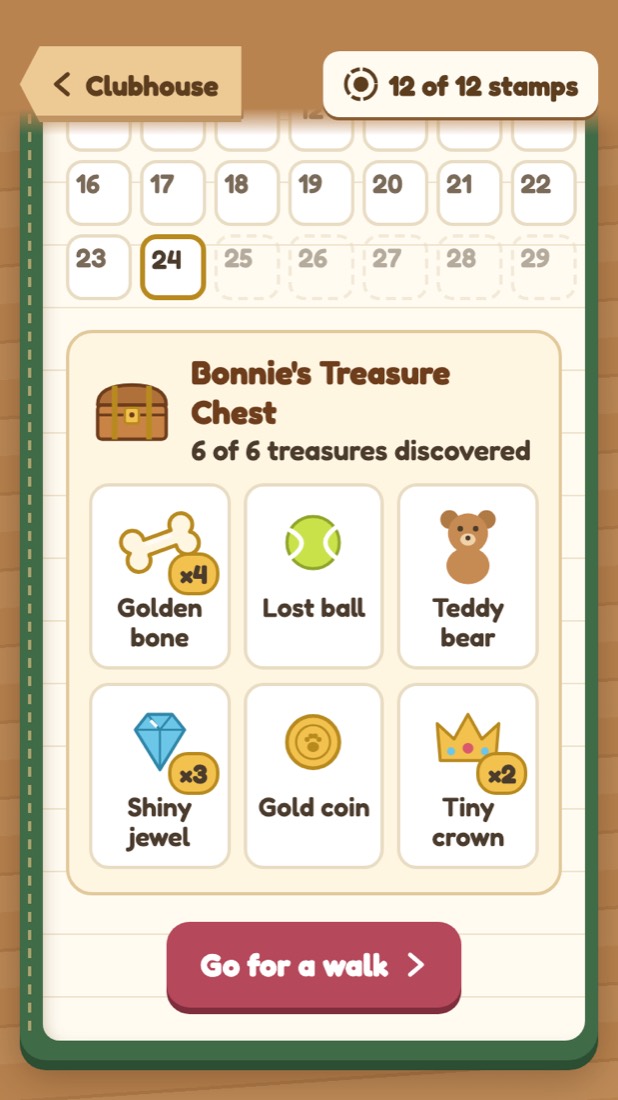 Clubhouse
12 of 12 stamps
16 17 18 19 20 21 22
23 24 25 26 27 28 29
Bonnie's Treasure
Chest
6 of 6 treasures discovered
x4
Golden
bone
Lost ball
Teddy
bear
x3
Shiny
jewel
Gold coin
x2
Tiny
crown
Go for a walk